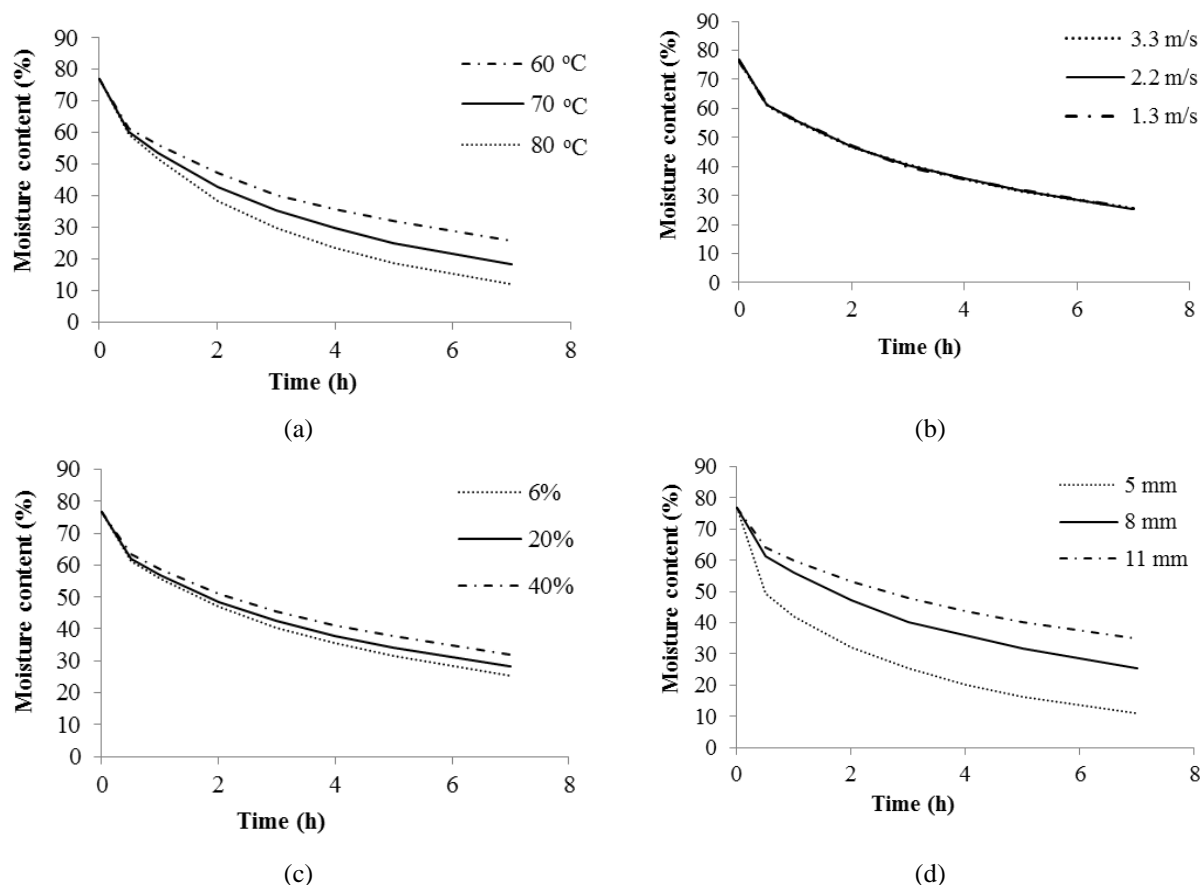 Moisture content (%)
90
80
70
60
50
40
30
20
10
0
0 2 4 6 8
Time (h)
60 ºC
70 ºC
80 ºC
(a)
Moisture content (%)
90
80
70
60
50
40
30
20
10
0
0 2 4 6 8
Time (h)
3.3 m/s
2.2 m/s
1.3 m/s
(b)
Moisture content (%)
90
80
70
60
50
40
30
20
10
0
0 2 4 6 8
Time (h)
6%
20%
40%
(c)
Moisture content (%)
90
80
70
60
50
40
30
20
10
0
0 2 4 6 8
Time (h)
5 mm
8 mm
11 mm
(d)